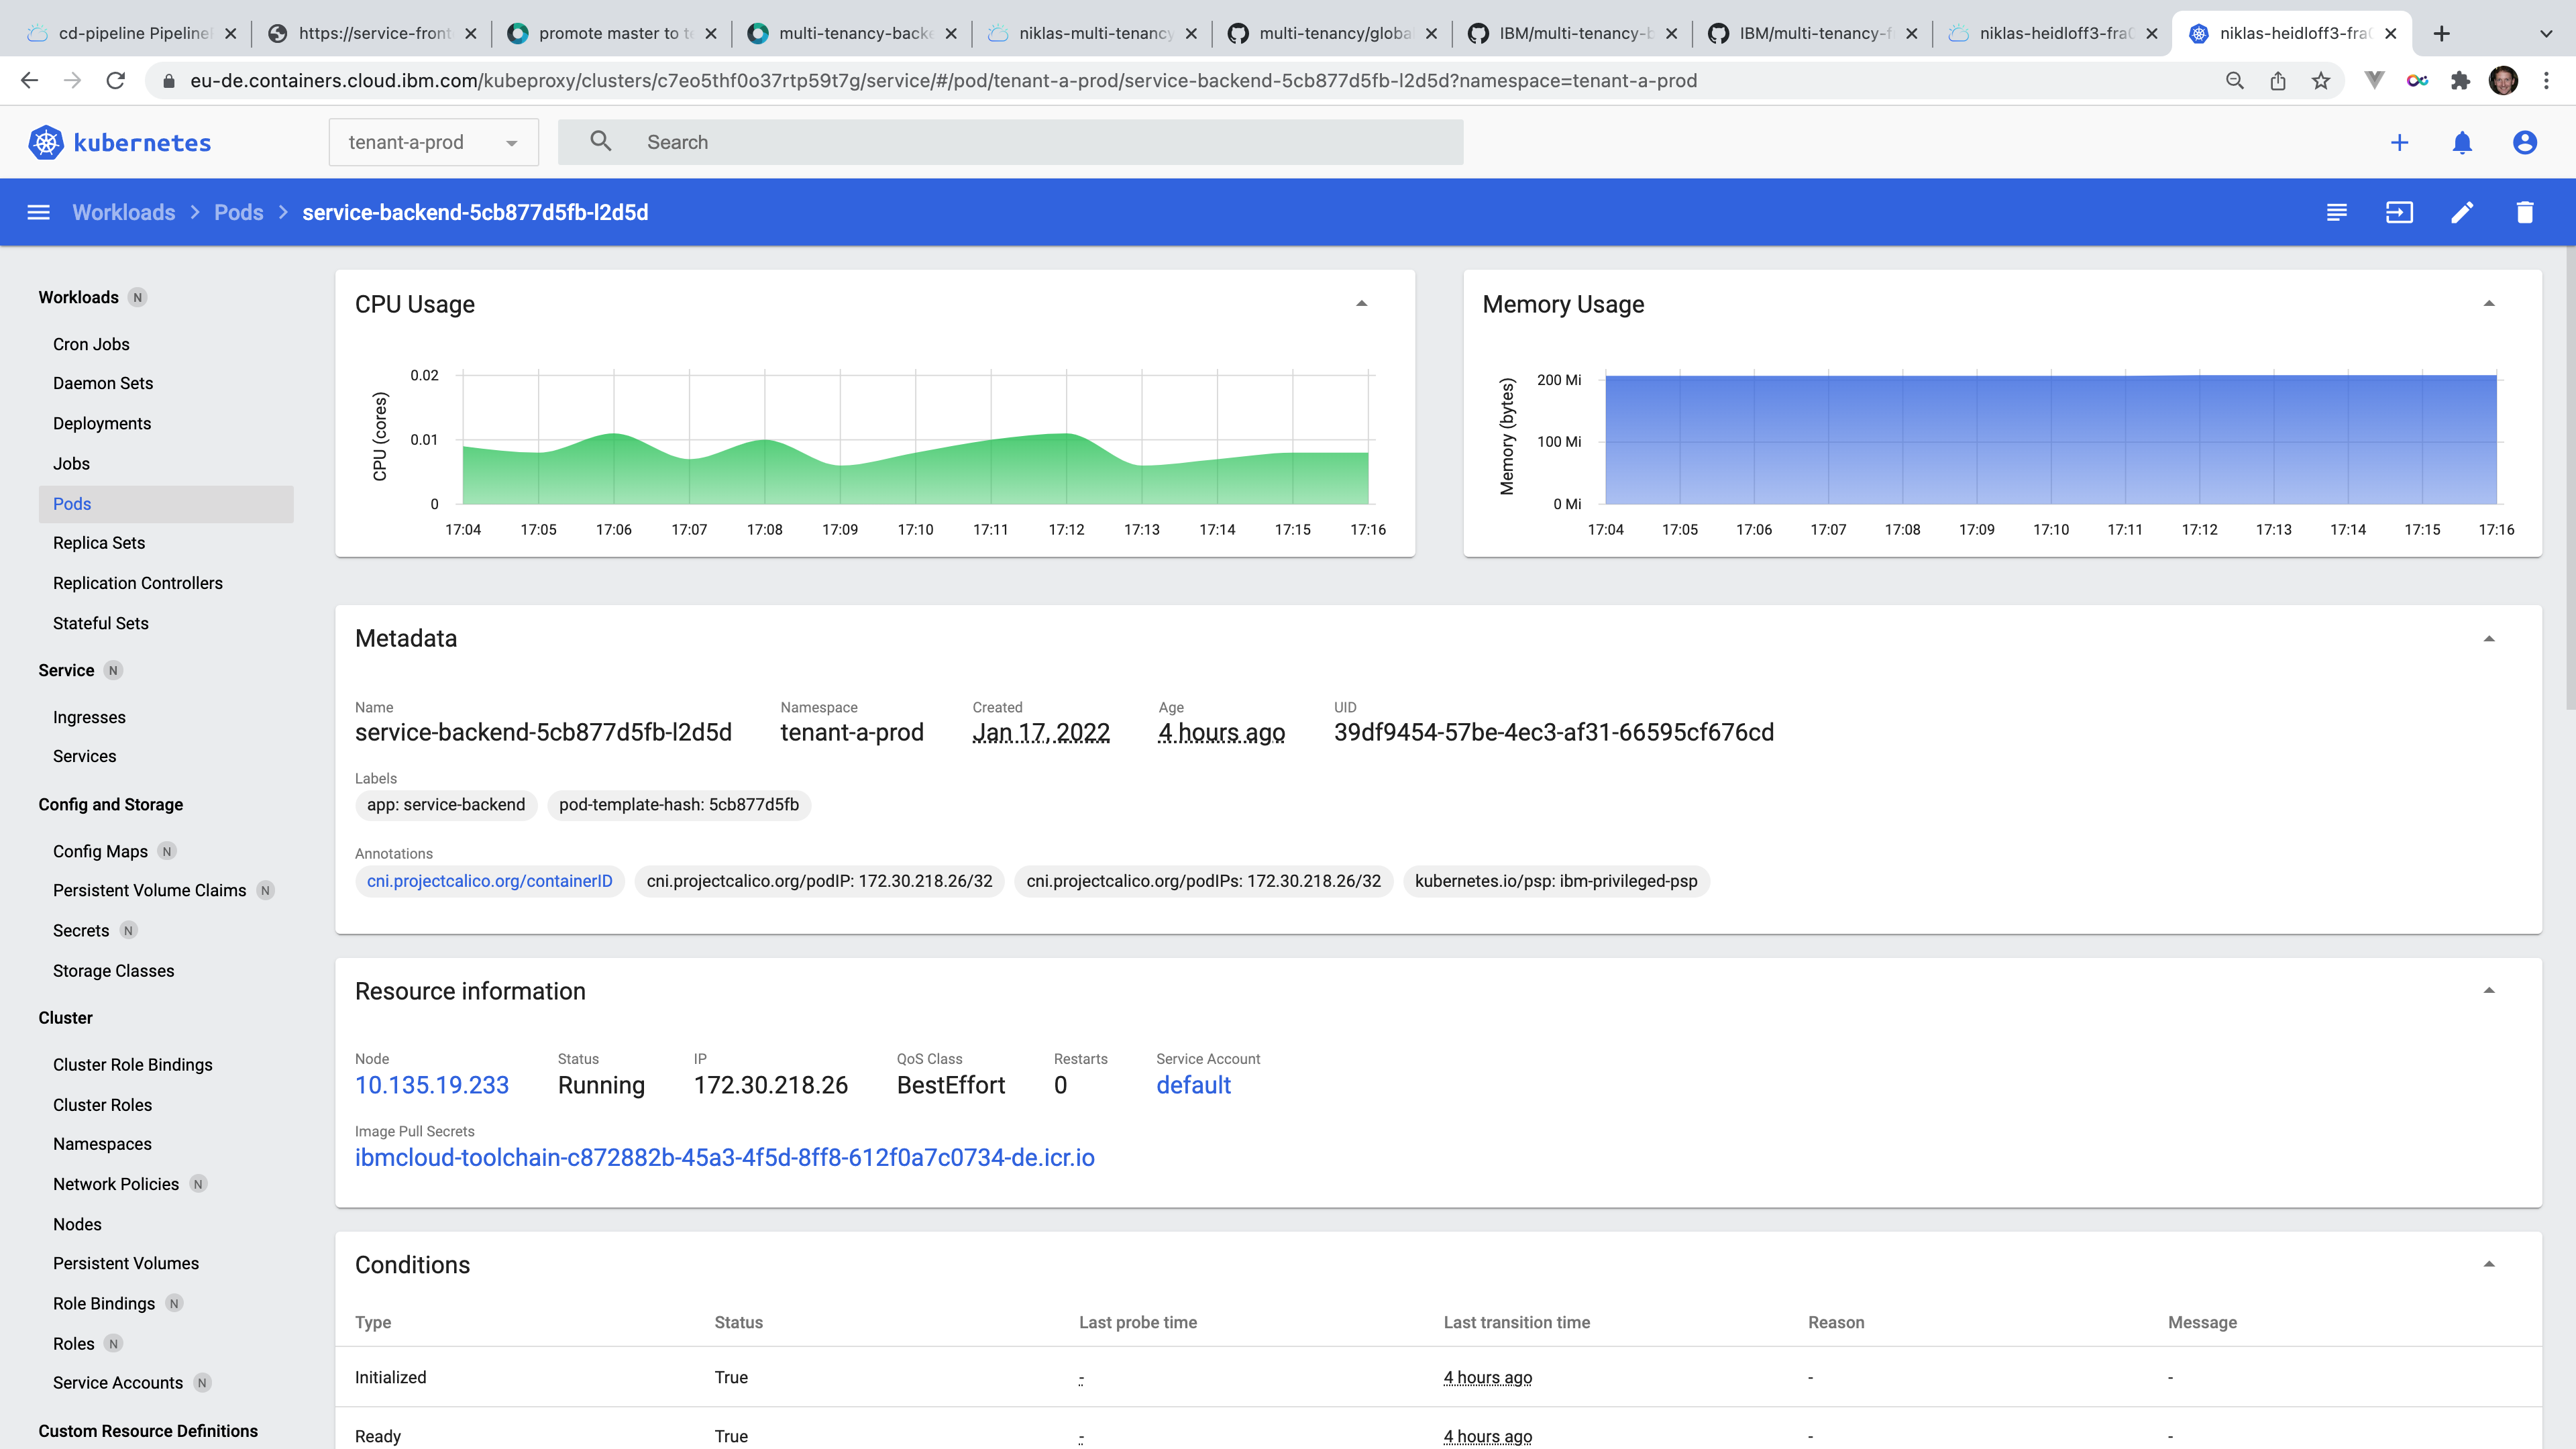 cd-pipeline Pipeline
https://service-front
promote master to te
multi-tenancy-backe
niklas-multi-tenancy
multi-tenancy/globa
IBM/multi-tenancy-b
IBM/multi-tenancy-f
niklas-heidloff3-fra0
niklas-heidloff3-fra0
eu-de.containers.cloud.ibm.com/kubeproxy/clusters/c7eo5thf0o37rtp59t7g/service/#/pod/tenant-a-prod/service-backend-5cb877d5fb-l2d5d?namespace=tenant-a-prod
kubernetes
tenant-a-prod
Search
Workloads > Pods > service-backend-5cb877d5fb-l2d5d
Workloads N
Cron Jobs
Daemon Sets
Deployments
Jobs
Pods
Replica Sets
Replication Controllers
Stateful Sets
Service N
Ingresses
Services
Config and Storage
Config Maps N
Persistent Volume Claims N
Secrets N
Storage Classes
Cluster
Cluster Role Bindings
Cluster Roles
Namespaces
Network Policies N
Nodes
Persistent Volumes
Role Bindings N
Roles N
Service Accounts N
Custom Resource Definitions
CPU Usage
CPU (cores)
0.02
0.01
0
17:04 17:05 17:06 17:07 17:08 17:09 17:10 17:11 17:12 17:13 17:14 17:15 17:16
Memory Usage
Memory (bytes)
200 Mi
100 Mi
0 Mi
17:04 17:05 17:06 17:07 17:08 17:09 17:10 17:11 17:12 17:13 17:14 17:15 17:16
Metadata
Name Namespace Created Age UID
service-backend-5cb877d5fb-l2d5d tenant-a-prod Jan 17, 2022 4 hours ago 39df9454-57be-4ec3-af31-66595cf676cd
Labels
app: service-backend pod-template-hash: 5cb877d5fb
Annotations
cni.projectcalico.org/containerID cni.projectcalico.org/podIP: 172.30.218.26/32 cni.projectcalico.org/podIPs: 172.30.218.26/32 kubernetes.io/psp: ibm-privileged-psp
Resource information
Node Status IP QoS Class Restarts Service Account
10.135.19.233 Running 172.30.218.26 BestEffort 0 default
Image Pull Secrets
ibmcloud-toolchain-c872882b-45a3-4f5d-8ff8-612f0a7c0734-de.icr.io
Conditions
Type Status Last probe time Last transition time Reason Message
Initialized True - 4 hours ago - -
Ready True - 4 hours ago - -